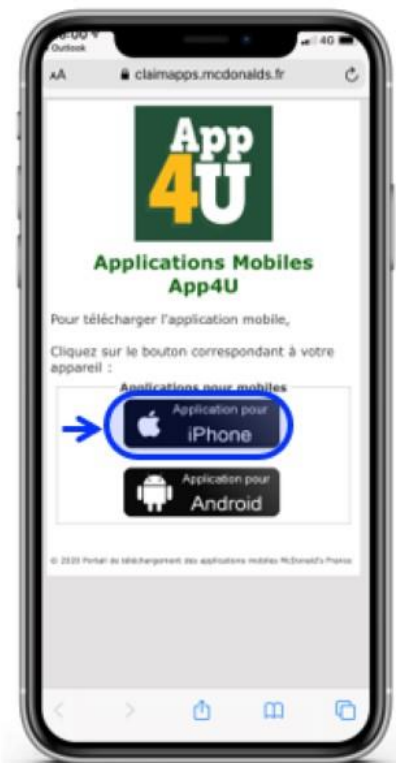 Outlook
4G
AA
claimapps.mcdonalds.fr
App
4U
Applications Mobiles
App4U
Pour télécharger l'application mobile,
Cliquez sur le bouton correspondant à votre
appareil :
Applications pour mobiles
Application pour
iPhone
Application pour
Android
© 2020 Portail de téléchargement des applications mobiles McDonald's France